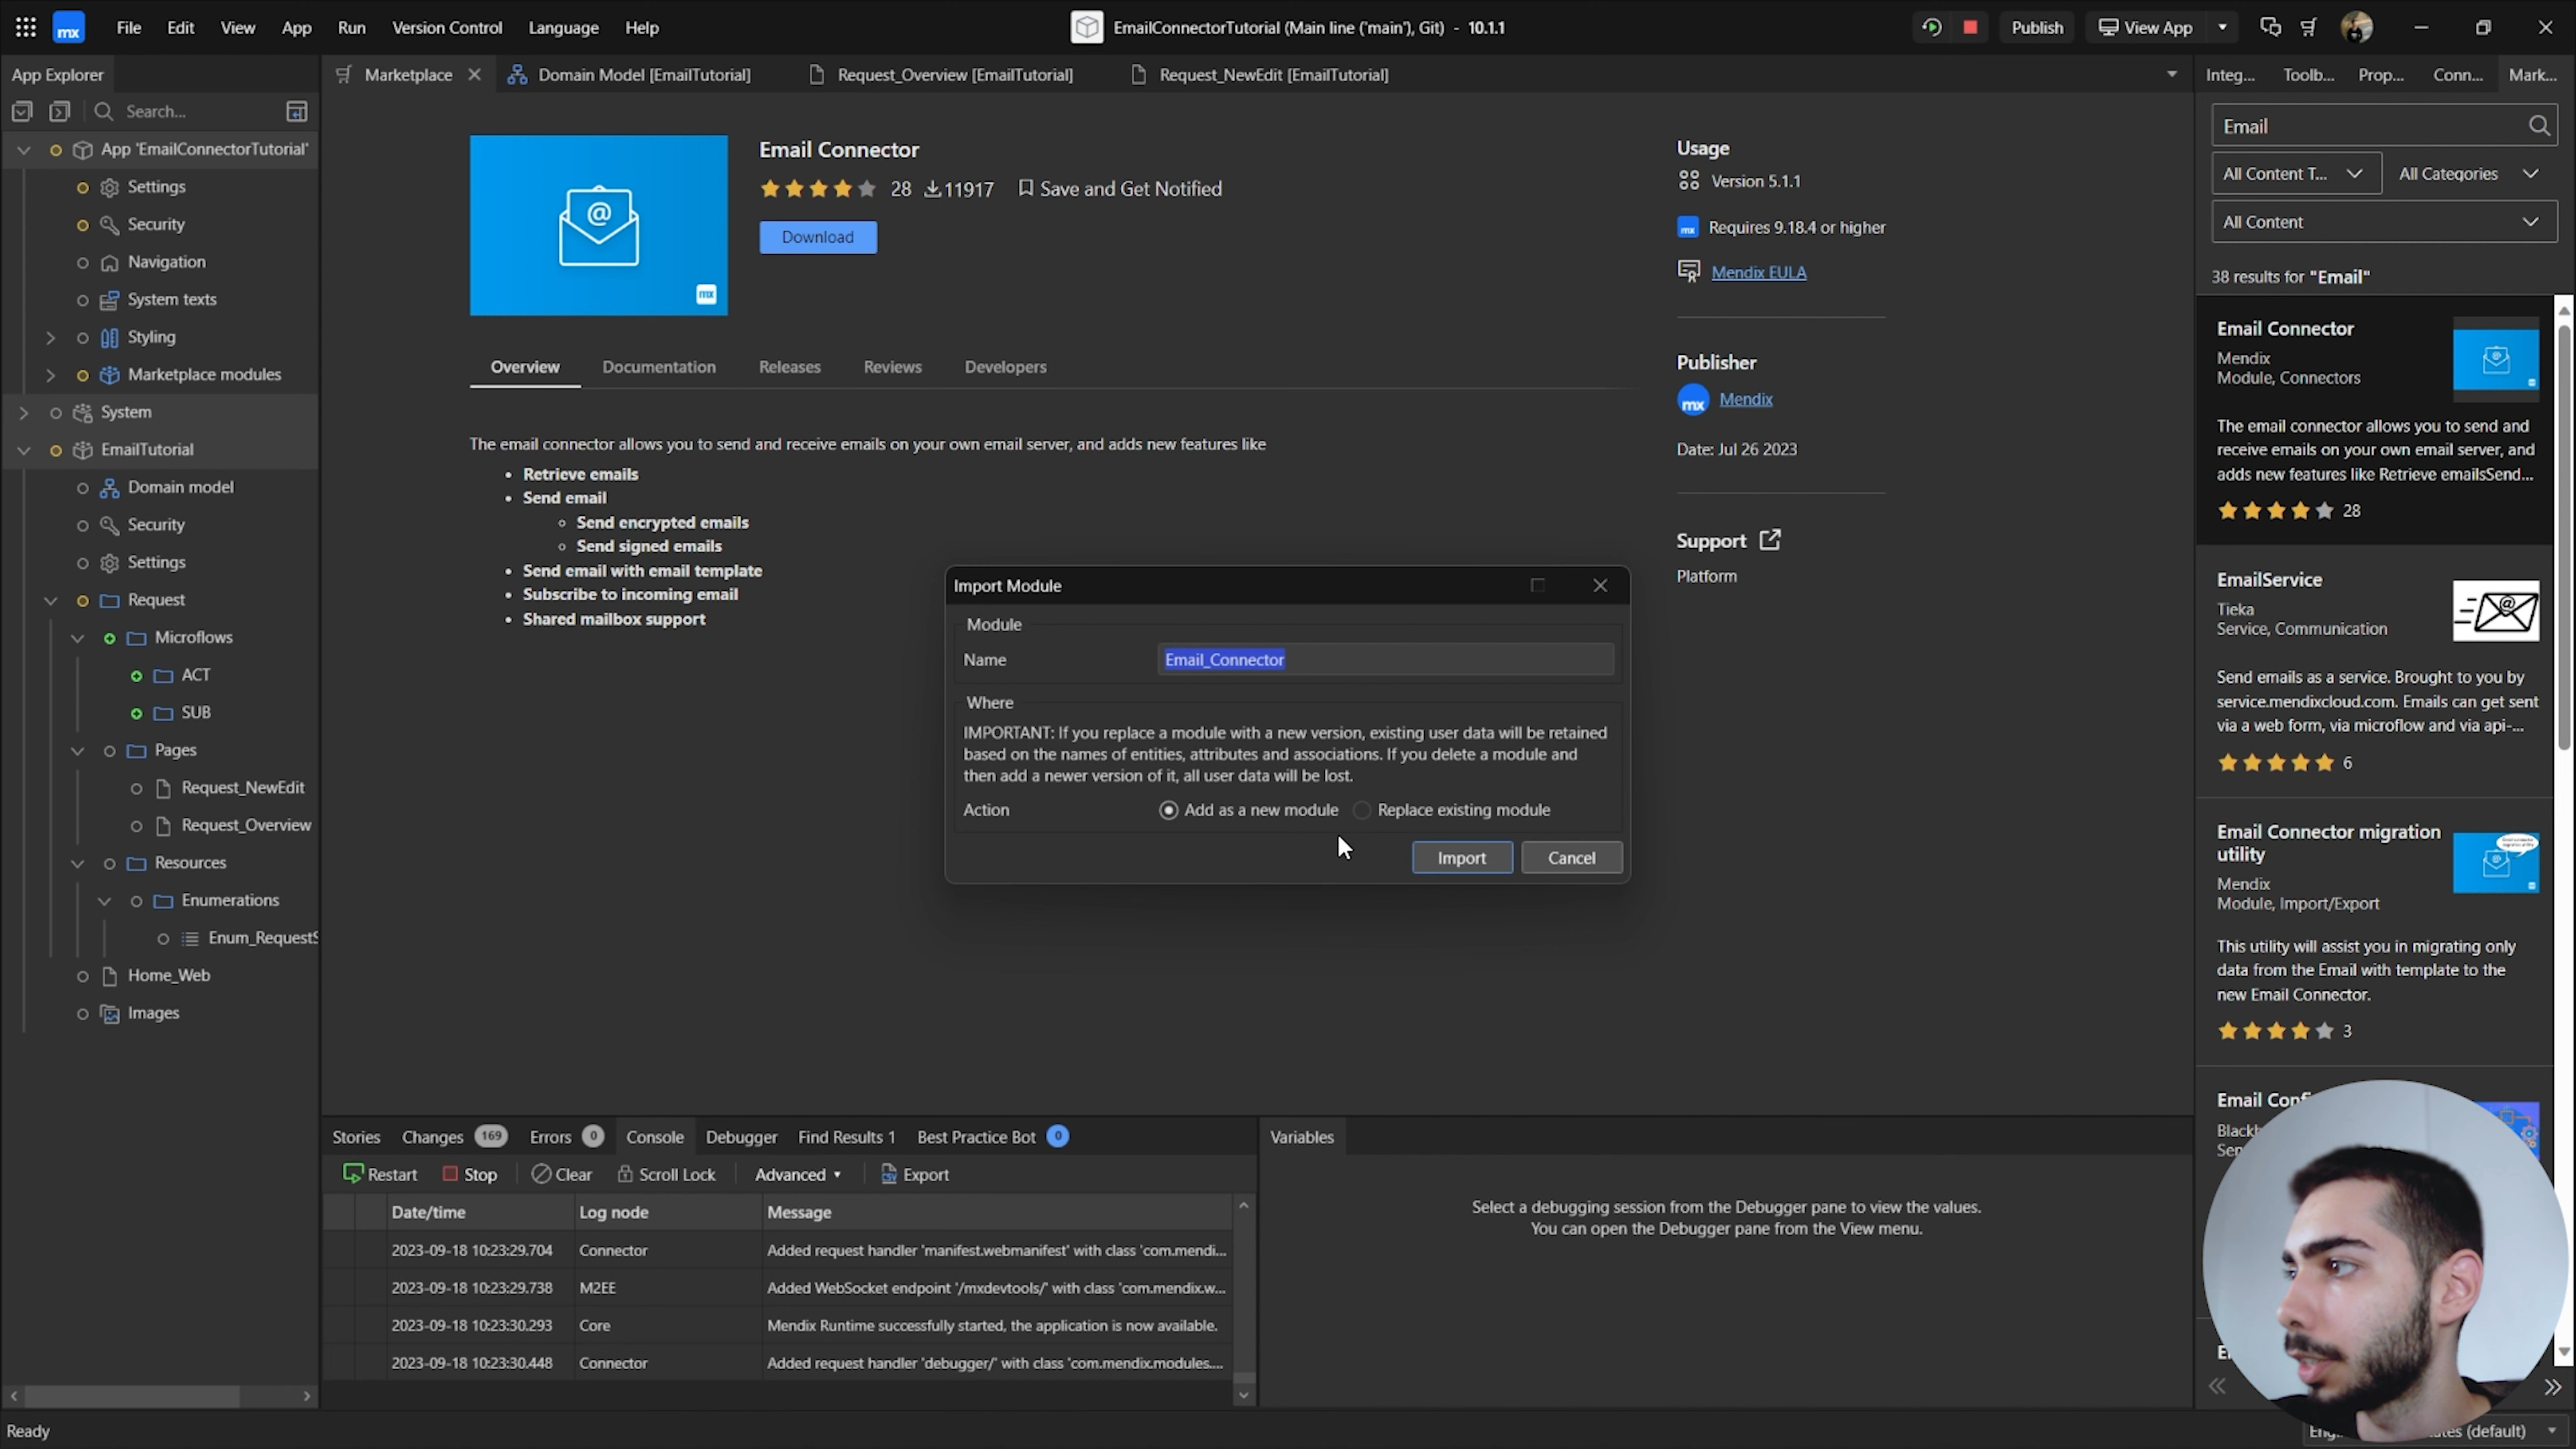 mx
File Edit View App Run Version Control Language Help
EmailConnectorTutorial (Main line ('main'), Git) - 10.1.1
Publish
View App
App Explorer
Search...
App 'EmailConnectorTutorial'
Settings
Security
Navigation
System texts
Styling
Marketplace modules
System
EmailTutorial
Domain model
Security
Settings
Request
Microflows
ACT
SUB
Pages
Request_NewEdit
Request_Overview
Resources
Enumerations
Enum_RequestS
Home_Web
Images
Marketplace
Domain Model [EmailTutorial]
Request_Overview [EmailTutorial]
Request_NewEdit [EmailTutorial]
@
mx
Email Connector
28 11917 Save and Get Notified
Download
Overview Documentation Releases Reviews Developers
The email connector allows you to send and receive emails on your own email server, and adds new features like
• Retrieve emails
• Send email
Send encrypted emails
Send signed emails
• Send email with email template
• Subscribe to incoming email
• Shared mailbox support
Usage
Version 5.1.1
mx Requires 9.18.4 or higher
Mendix EULA
Publisher
mx Mendix
Date: Jul 26 2023
Support
Platform
Import Module
Module
Name Email_Connector
Where
IMPORTANT: If you replace a module with a new version, existing user data will be retained
based on the names of entities, attributes and associations. If you delete a module and
then add a newer version of it, all user data will be lost.
Action Add as a new module Replace existing module
Import Cancel
Integ... Toolb... Prop... Conn... Mark...
Email
All Content T... All Categories
All Content
38 results for "Email"
Email Connector
Mendix
Module, Connectors
The email connector allows you to send and
receive emails on your own email server, and
adds new features like Retrieve emailsSend...
28
EmailService
Tieka
Service, Communication
Send emails as a service. Brought to you by
service.mendixcloud.com. Emails can get sent
via a web form, via microflow and via api-...
6
Email Connector migration
utility
Mendix
Module, Import/Export
This utility will assist you in migrating only
data from the Email with template to the
new Email Connector.
3
Email Conf
Stories Changes 169 Errors 0 Console Debugger Find Results 1 Best Practice Bot 0
Restart Stop Clear Scroll Lock Advanced Export
Date/time Log node Message
2023-09-18 10:23:29.704 Connector Added request handler 'manifest.webmanifest' with class 'com.mendi...
2023-09-18 10:23:29.738 M2EE Added WebSocket endpoint '/mxdevtools/' with class 'com.mendix.w...
2023-09-18 10:23:30.293 Core Mendix Runtime successfully started, the application is now available.
2023-09-18 10:23:30.448 Connector Added request handler 'debugger/' with class 'com.mendix.modules....
Variables
Select a debugging session from the Debugger pane to view the values.
You can open the Debugger pane from the View menu.
Ready
(default)